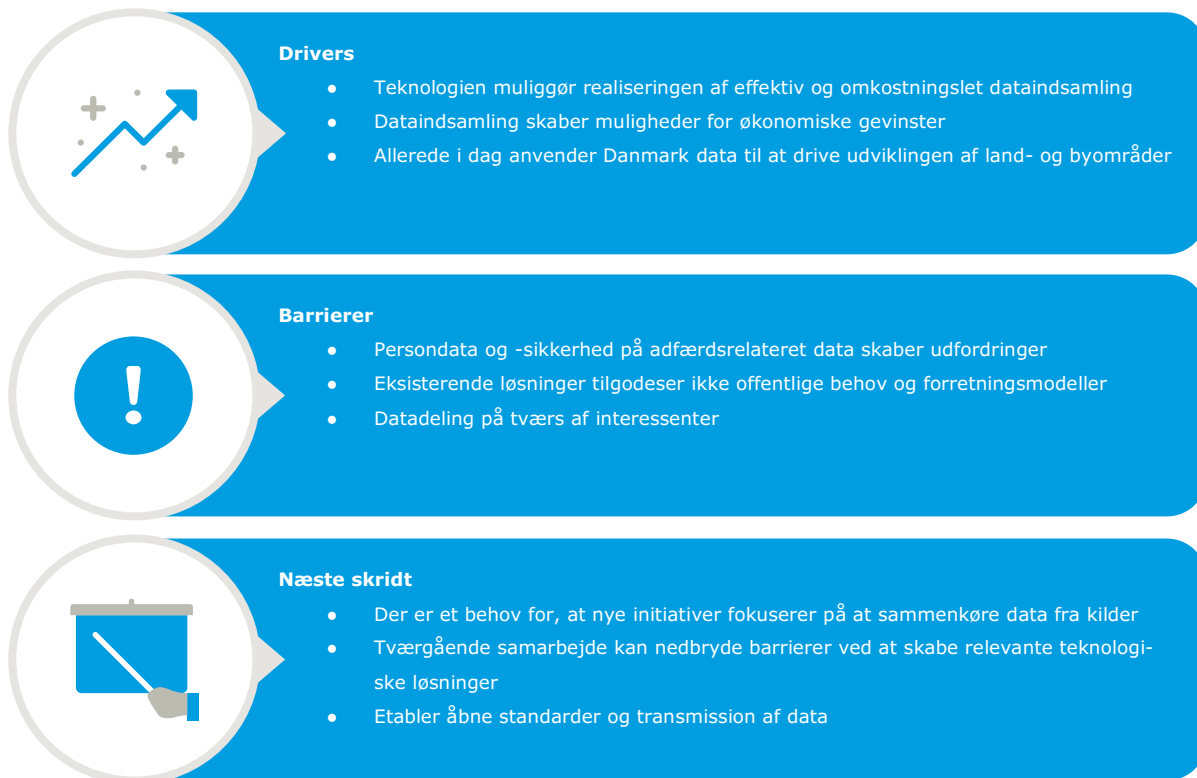 Drivers
● Teknologien muliggør realiseringen af effektiv og omkostningslet dataindsamling
● Dataindsamling skaber muligheder for økonomiske gevinster
● Allerede i dag anvender Danmark data til at drive udviklingen af land- og byområder
Barrierer
● Persondata og -sikkerhed på adfærdsrelateret data skaber udfordringer
● Eksisterende løsninger tilgodeser ikke offentlige behov og forretningsmodeller
● Datadeling på tværs af interessenter
Næste skridt
● Der er et behov for, at nye initiativer fokuserer på at sammenkøre data fra kilder
● Tværgående samarbejde kan nedbryde barrierer ved at skabe relevante teknologi-
ske løsninger
● Etabler åbne standarder og transmission af data